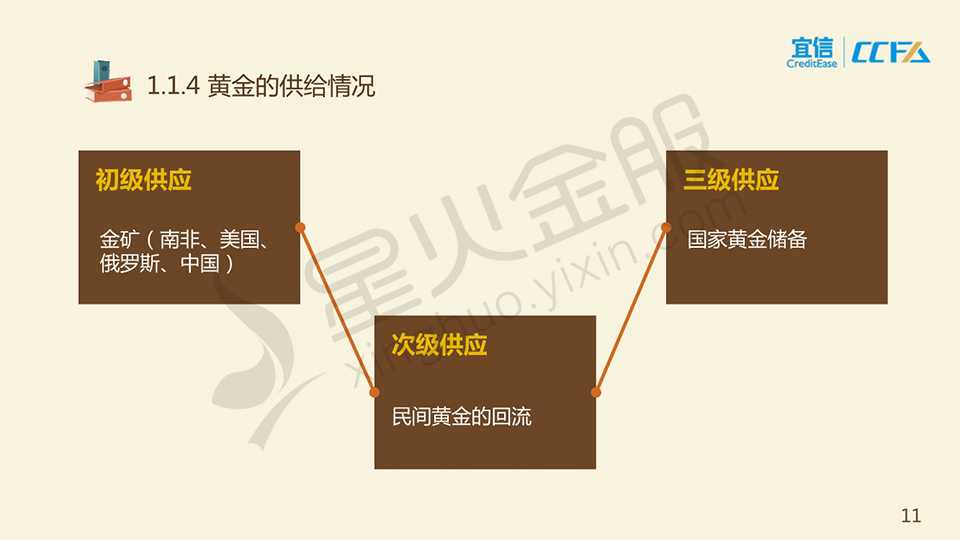 宜信
CreditEase
CCFA
1.1.4 黄金的供给情况
初级供应
金矿（南非、美国、
俄罗斯、中国）
次级供应
民间黄金的回流
三级供应
国家黄金储备
星火金服
xinghuo.yixin.com
11